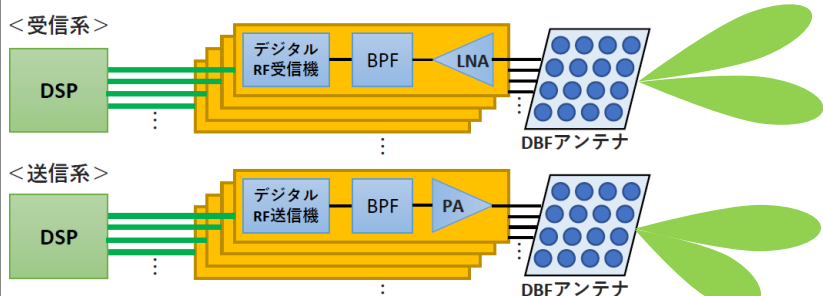 <受信系>
DSP
デジタル
RF受信機
BPF
LNA
DBFアンテナ
<送信系>
DSP
デジタル
RF送信機
BPF
PA
DBFアンテナ